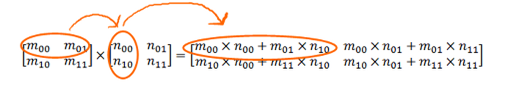 [m₀₀ m₀₁] × [n₀₀ n₀₁] = [m₀₀ × n₀₀ + m₀₁ × n₁₀ m₀₀ × n₀₁ + m₀₁ × n₁₁]
[m₁₀ m₁₁] [n₁₀ n₁₁] [m₁₀ × n₀₀ + m₁₁ × n₁₀ m₁₀ × n₀₁ + m₁₁ × n₁₁]